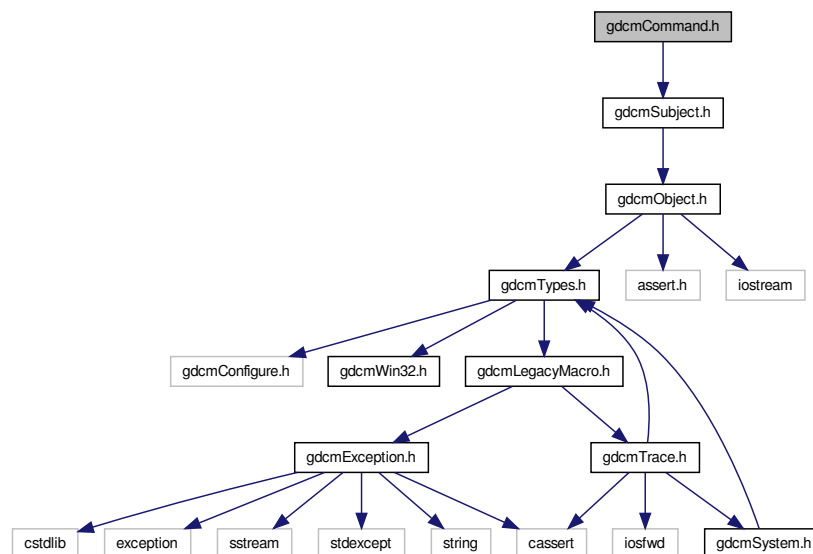 gdcmCommand.h
gdcmSubject.h
gdcmObject.h
gdcmTypes.h
assert.h
iostream
gdcmConfigure.h
gdcmWin32.h
gdcmLegacyMacro.h
gdcmException.h
gdcmTrace.h
cstdlib
exception
sstream
stdexcept
string
cassert
iosfwd
gdcmSystem.h